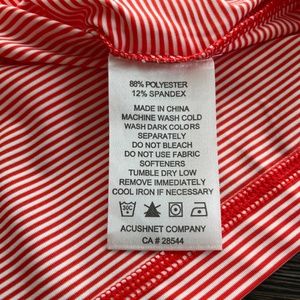 88% POLYESTER
12% SPANDEX
MADE IN CHINA
MACHINE WASH COLD
WASH DARK COLORS
SEPARATELY
DO NOT BLEACH
DO NOT USE FABRIC
SOFTENERS
TUMBLE DRY LOW
REMOVE IMMEDIATELY
COOL IRON IF NECESSARY
30C
ACUSHNET COMPANY
CA # 28544